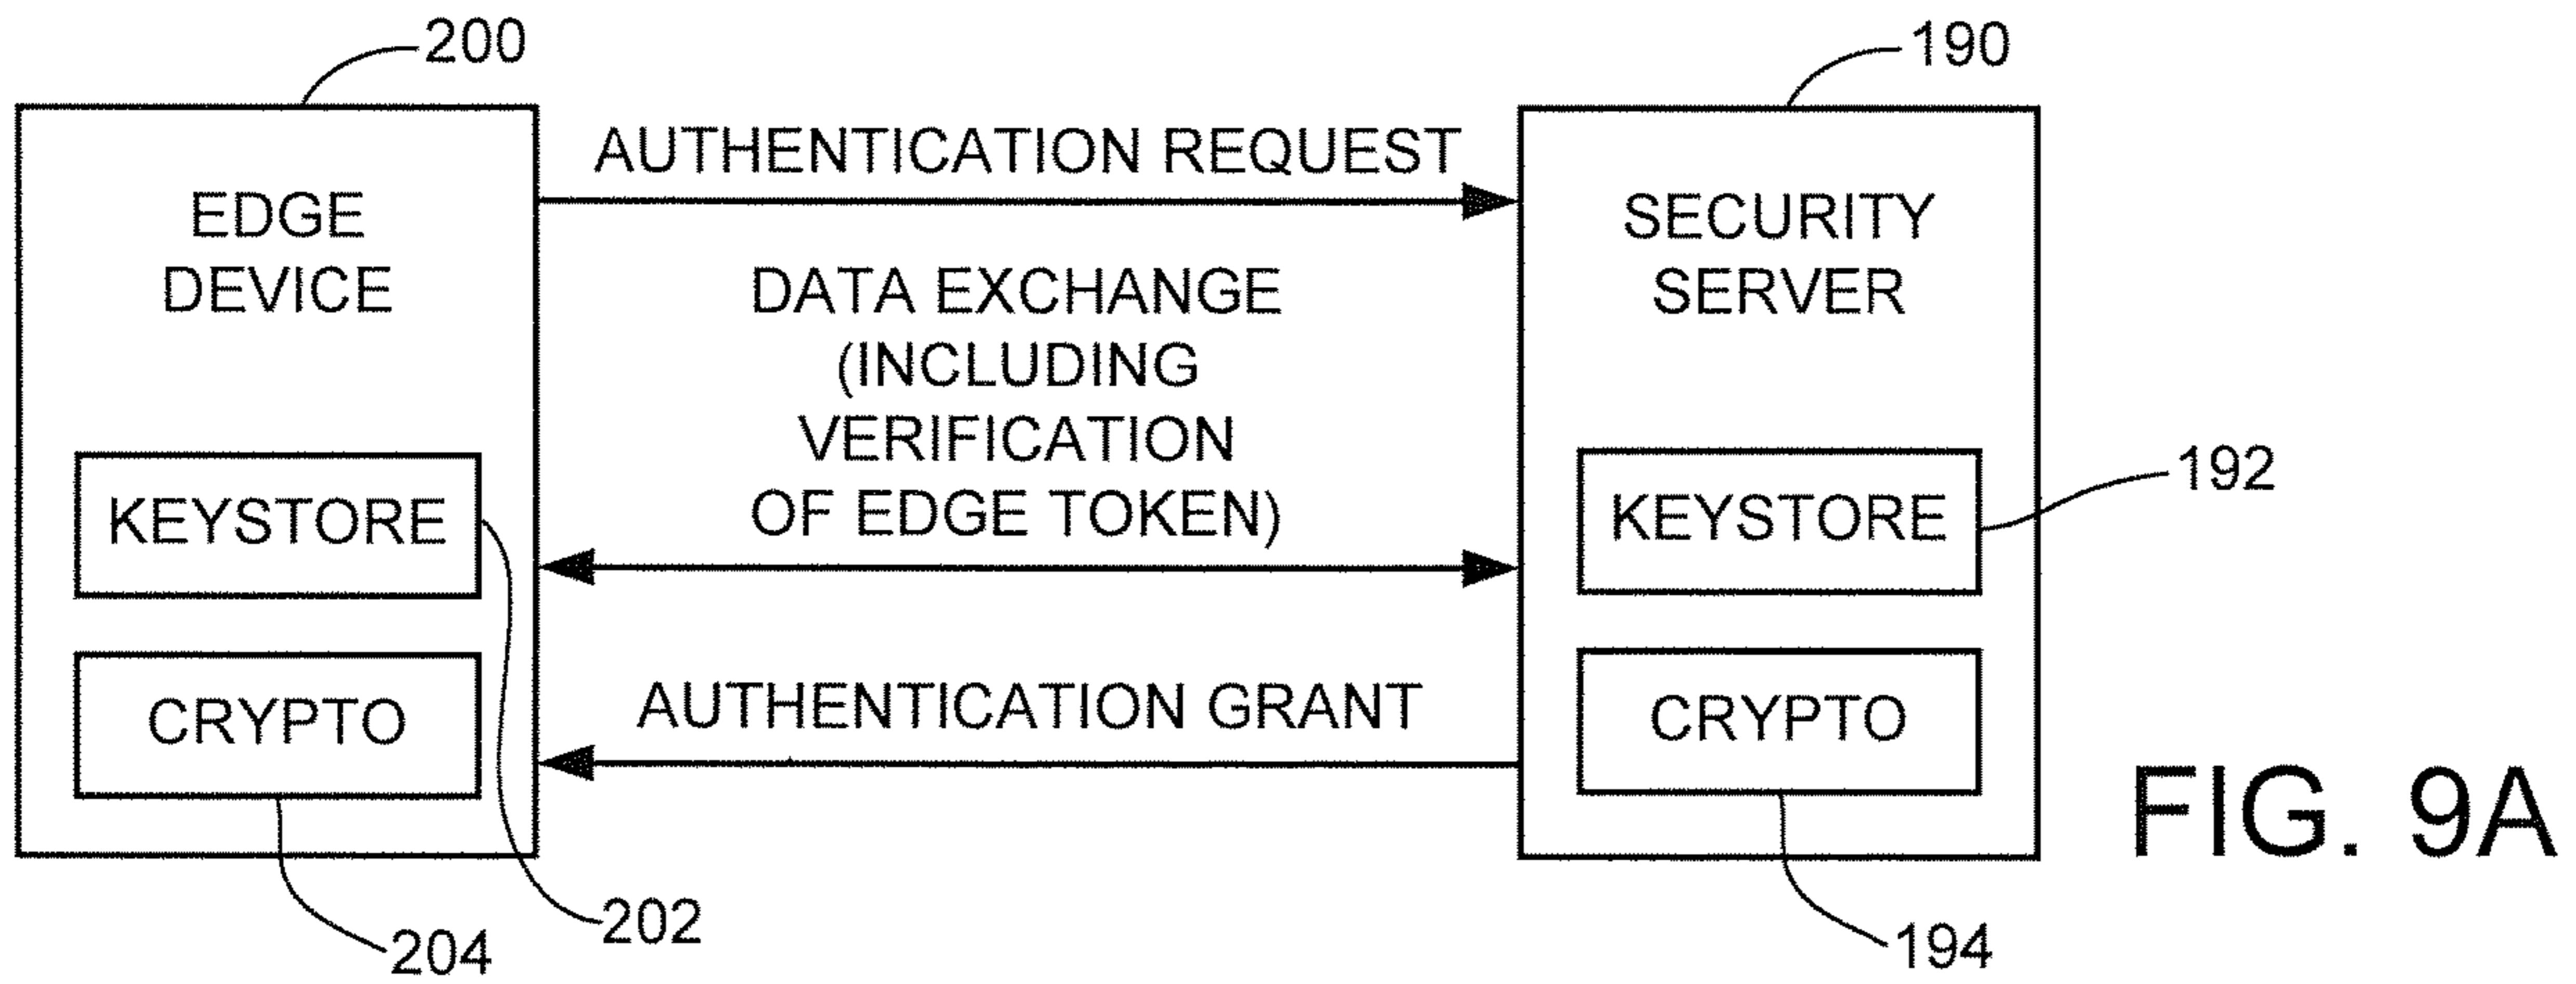 200
190
EDGE
DEVICE
AUTHENTICATION REQUEST
SECURITY
SERVER
DATA EXCHANGE
(INCLUDING
VERIFICATION
OF EDGE TOKEN)
KEYSTORE
KEYSTORE
192
CRYPTO
AUTHENTICATION GRANT
CRYPTO
204
202
194
FIG. 9A